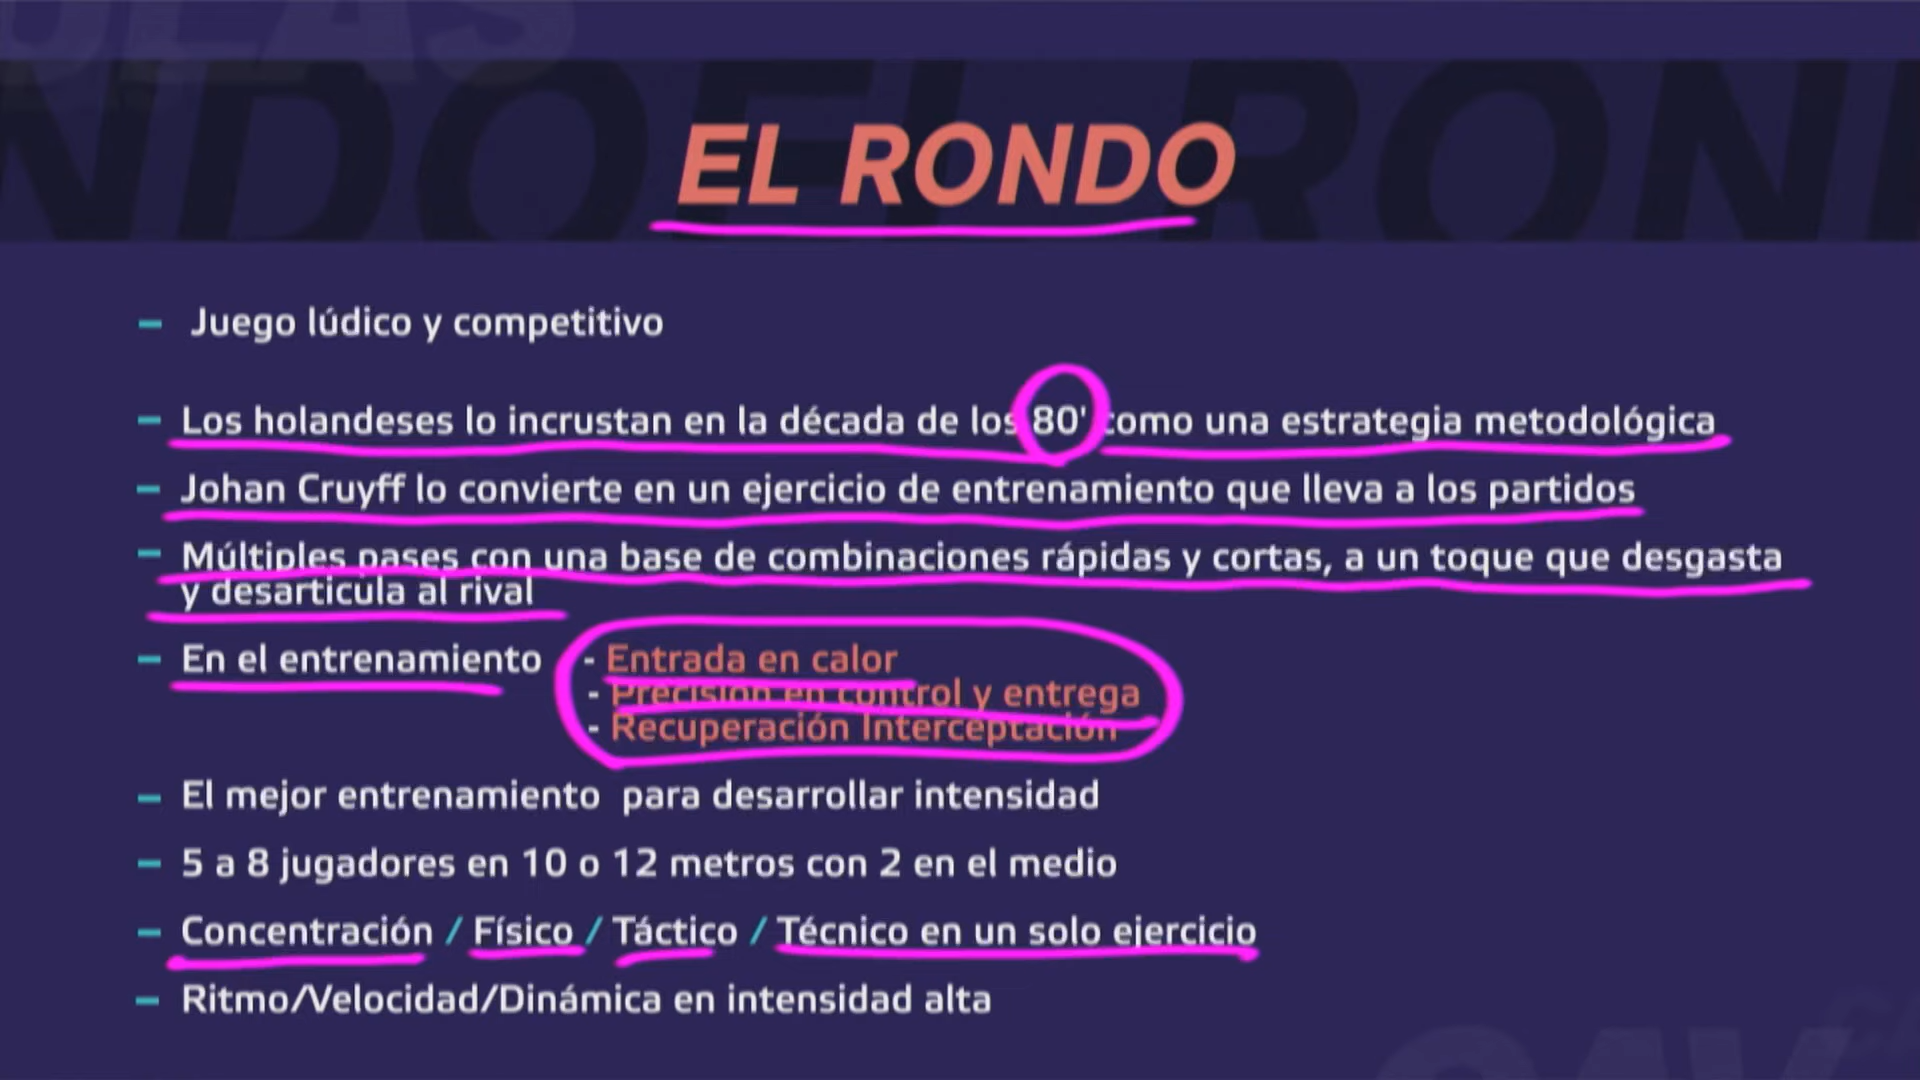 EL RONDO
– Juego lúdico y competitivo
– Los holandeses lo incrustan en la década de los 80' como una estrategia metodológica
– Johan Cruyff lo convierte en un ejercicio de entrenamiento que lleva a los partidos
– Múltiples pases con una base de combinaciones rápidas y cortas, a un toque que desgasta
y desarticula al rival
– En el entrenamiento - Entrada en calor
- Precisión en control y entrega
- Recuperación Interceptación
– El mejor entrenamiento para desarrollar intensidad
– 5 a 8 jugadores en 10 o 12 metros con 2 en el medio
– Concentración / Físico / Táctico / Técnico en un solo ejercicio
– Ritmo/Velocidad/Dinámica en intensidad alta